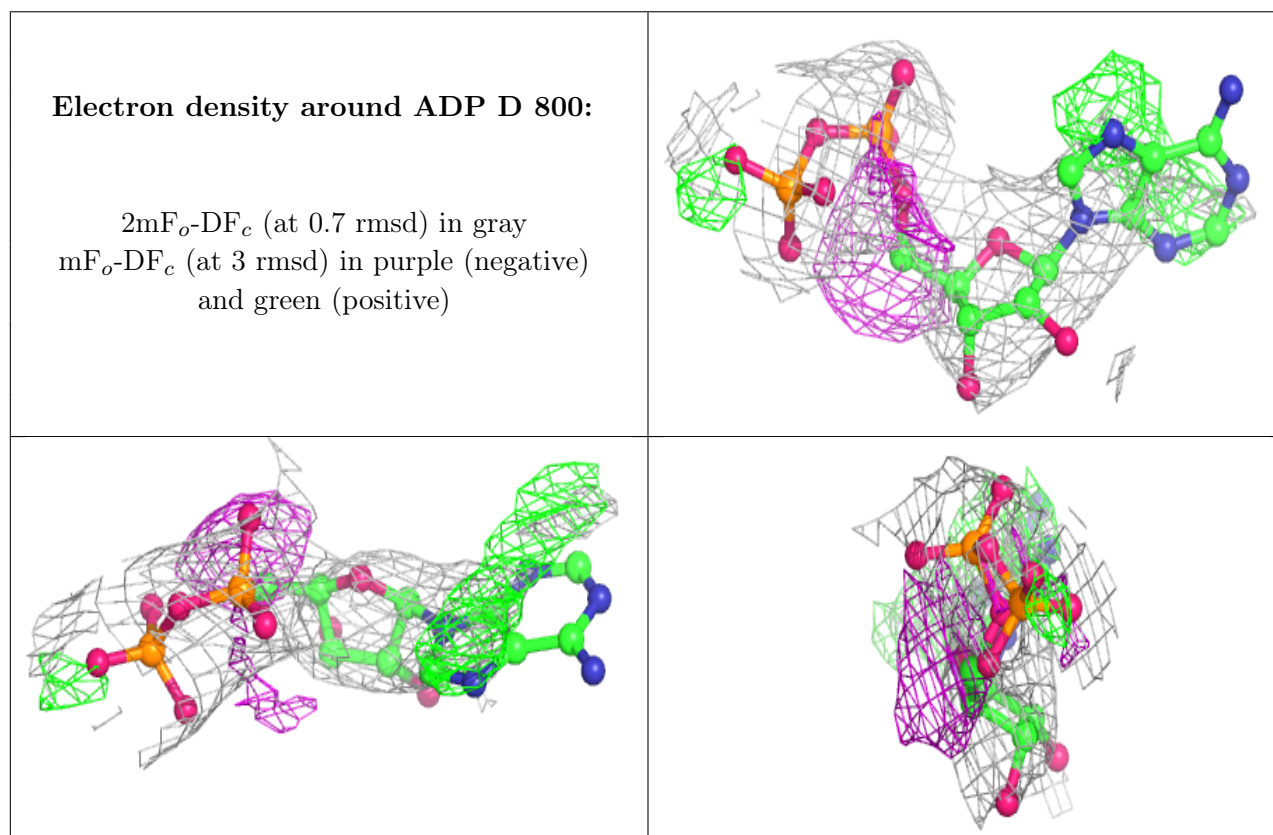 Electron density around ADP D 800:
2mFo-DFc (at 0.7 rmsd) in gray
mFo-DFc (at 3 rmsd) in purple (negative)
and green (positive)